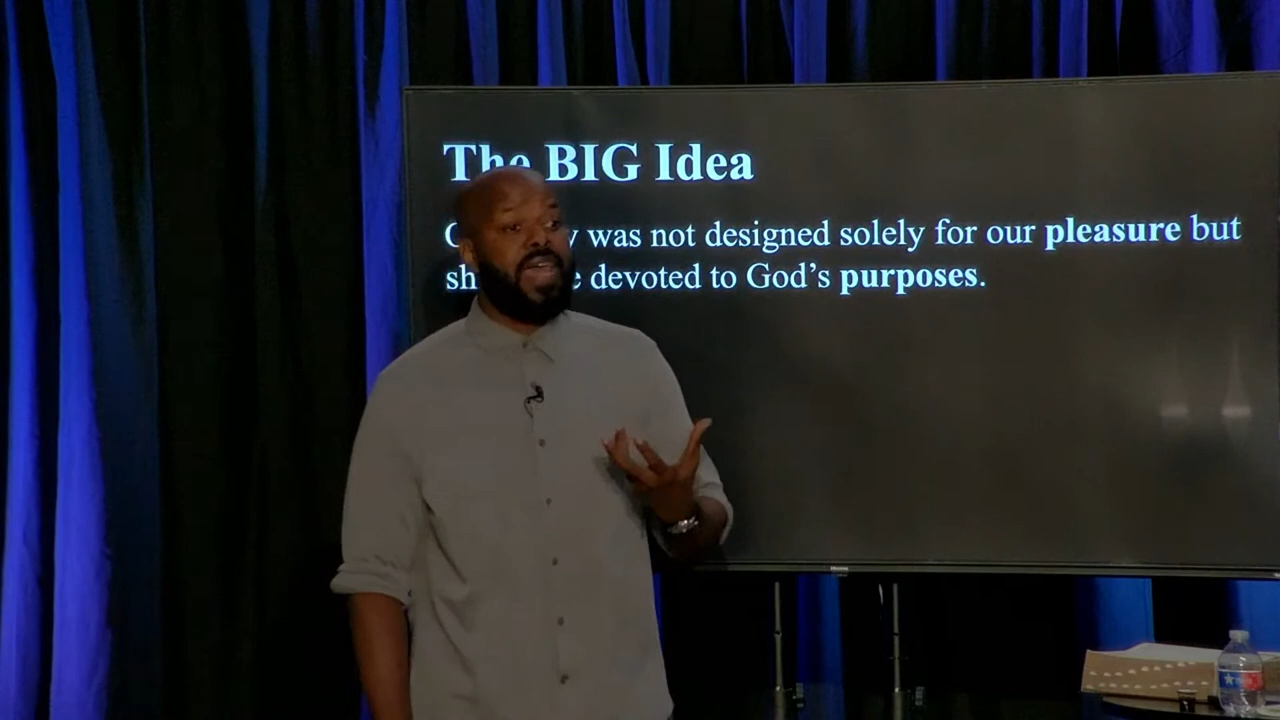 The BIG Idea
was not designed solely for our pleasure but
devoted to God's purposes.